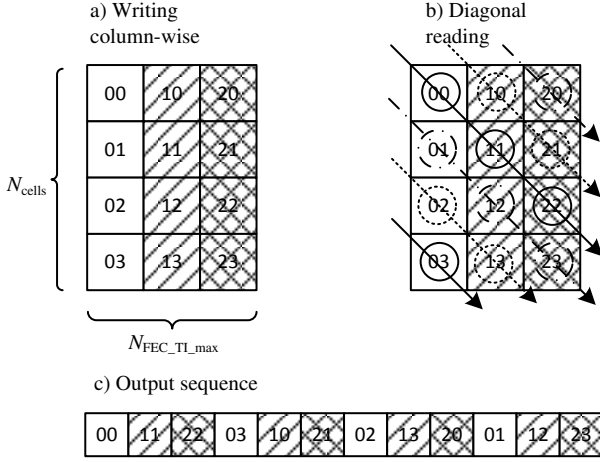 a) Writing
column-wise
b) Diagonal
reading
00 10 20
01 11 21
02 12 22
03 13 23
N_cells
N_FEC_TI_max
00 10 20
01 11 21
02 12 22
03 13 23
c) Output sequence
00 11 22 03 10 21 02 13 20 01 12 23